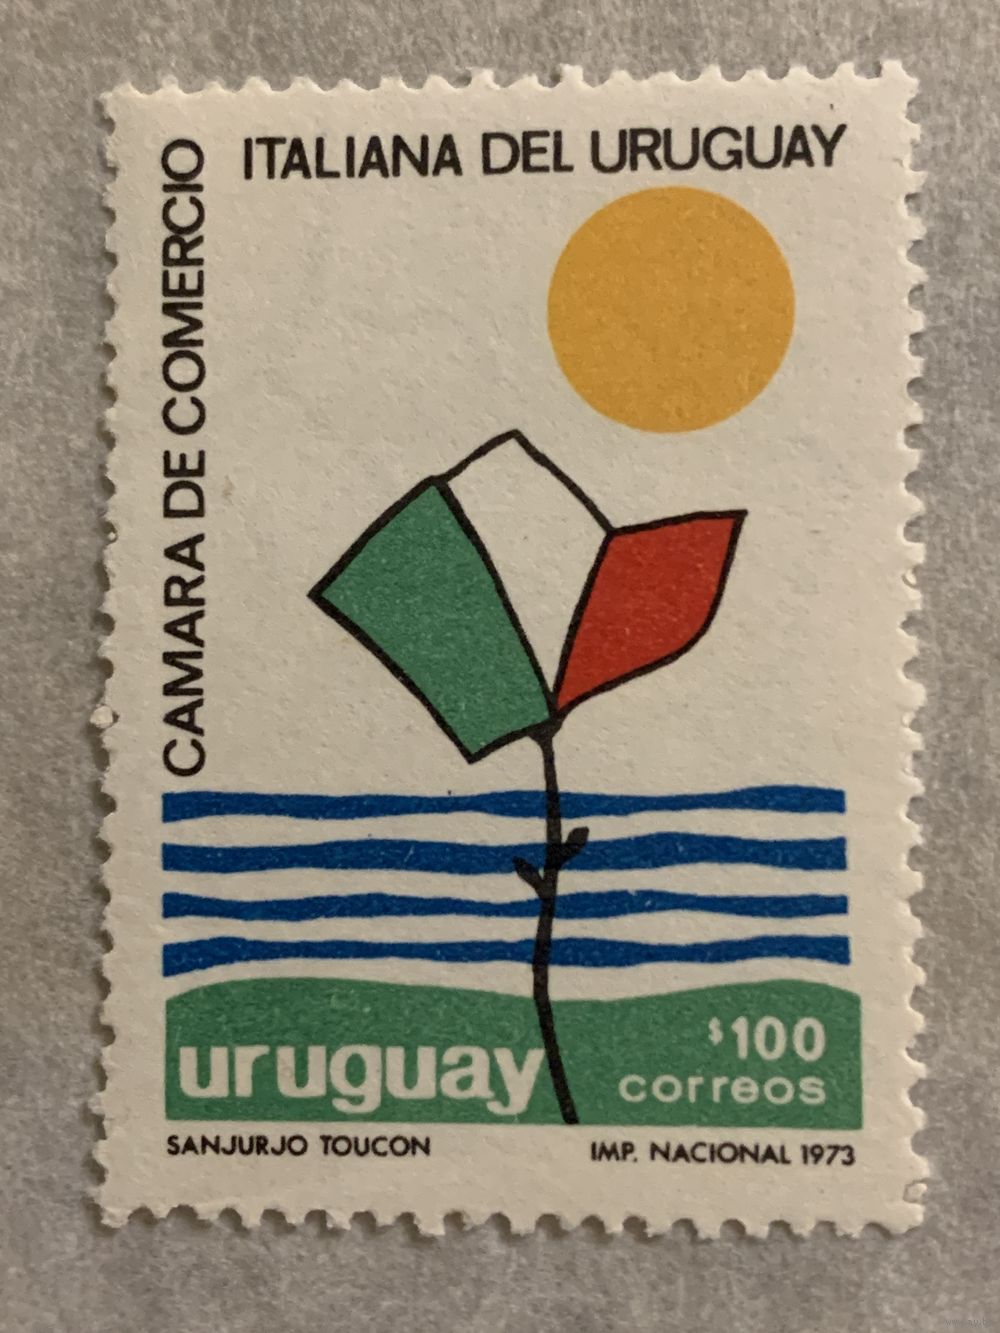 CAMARA DE COMERCIO
ITALIANA DEL URUGUAY
uruguay
$100
correos
SANJURJO TOUCON
IMP. NACIONAL 1973